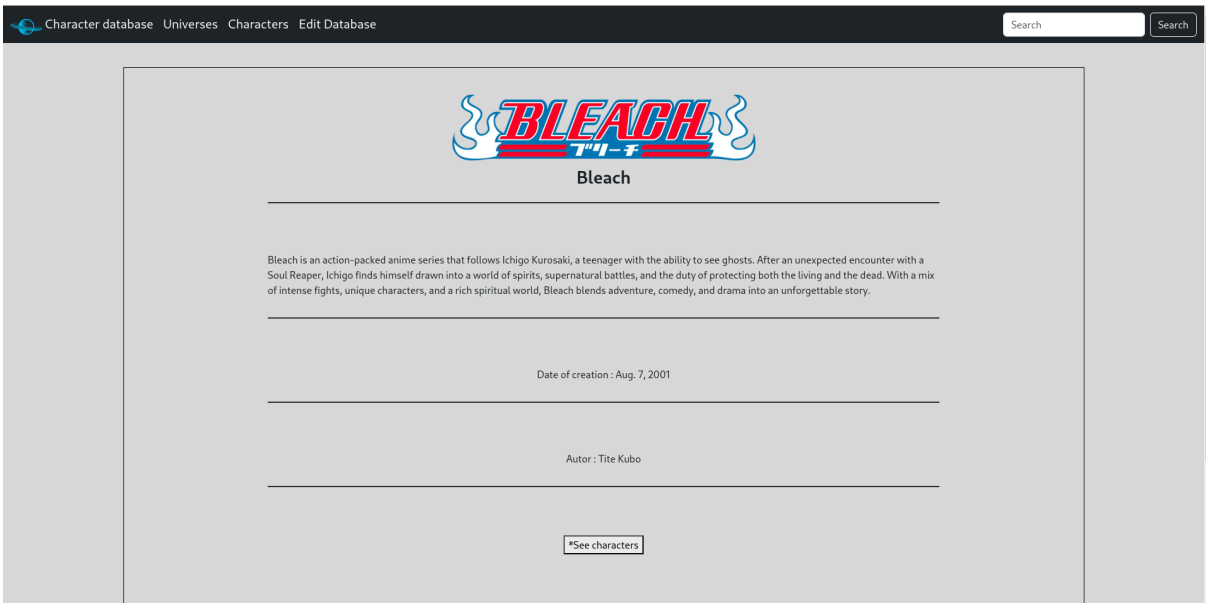 Character database Universes Characters Edit Database Search Search
BLEACH
ブリーチ
Bleach
Bleach is an action-packed anime series that follows Ichigo Kurosaki, a teenager with the ability to see ghosts. After an unexpected encounter with a
Soul Reaper, Ichigo finds himself drawn into a world of spirits, supernatural battles, and the duty of protecting both the living and the dead. With a mix
of intense fights, unique characters, and a rich spiritual world, Bleach blends adventure, comedy, and drama into an unforgettable story.
Date of creation : Aug. 7, 2001
Autor : Tite Kubo
*See characters